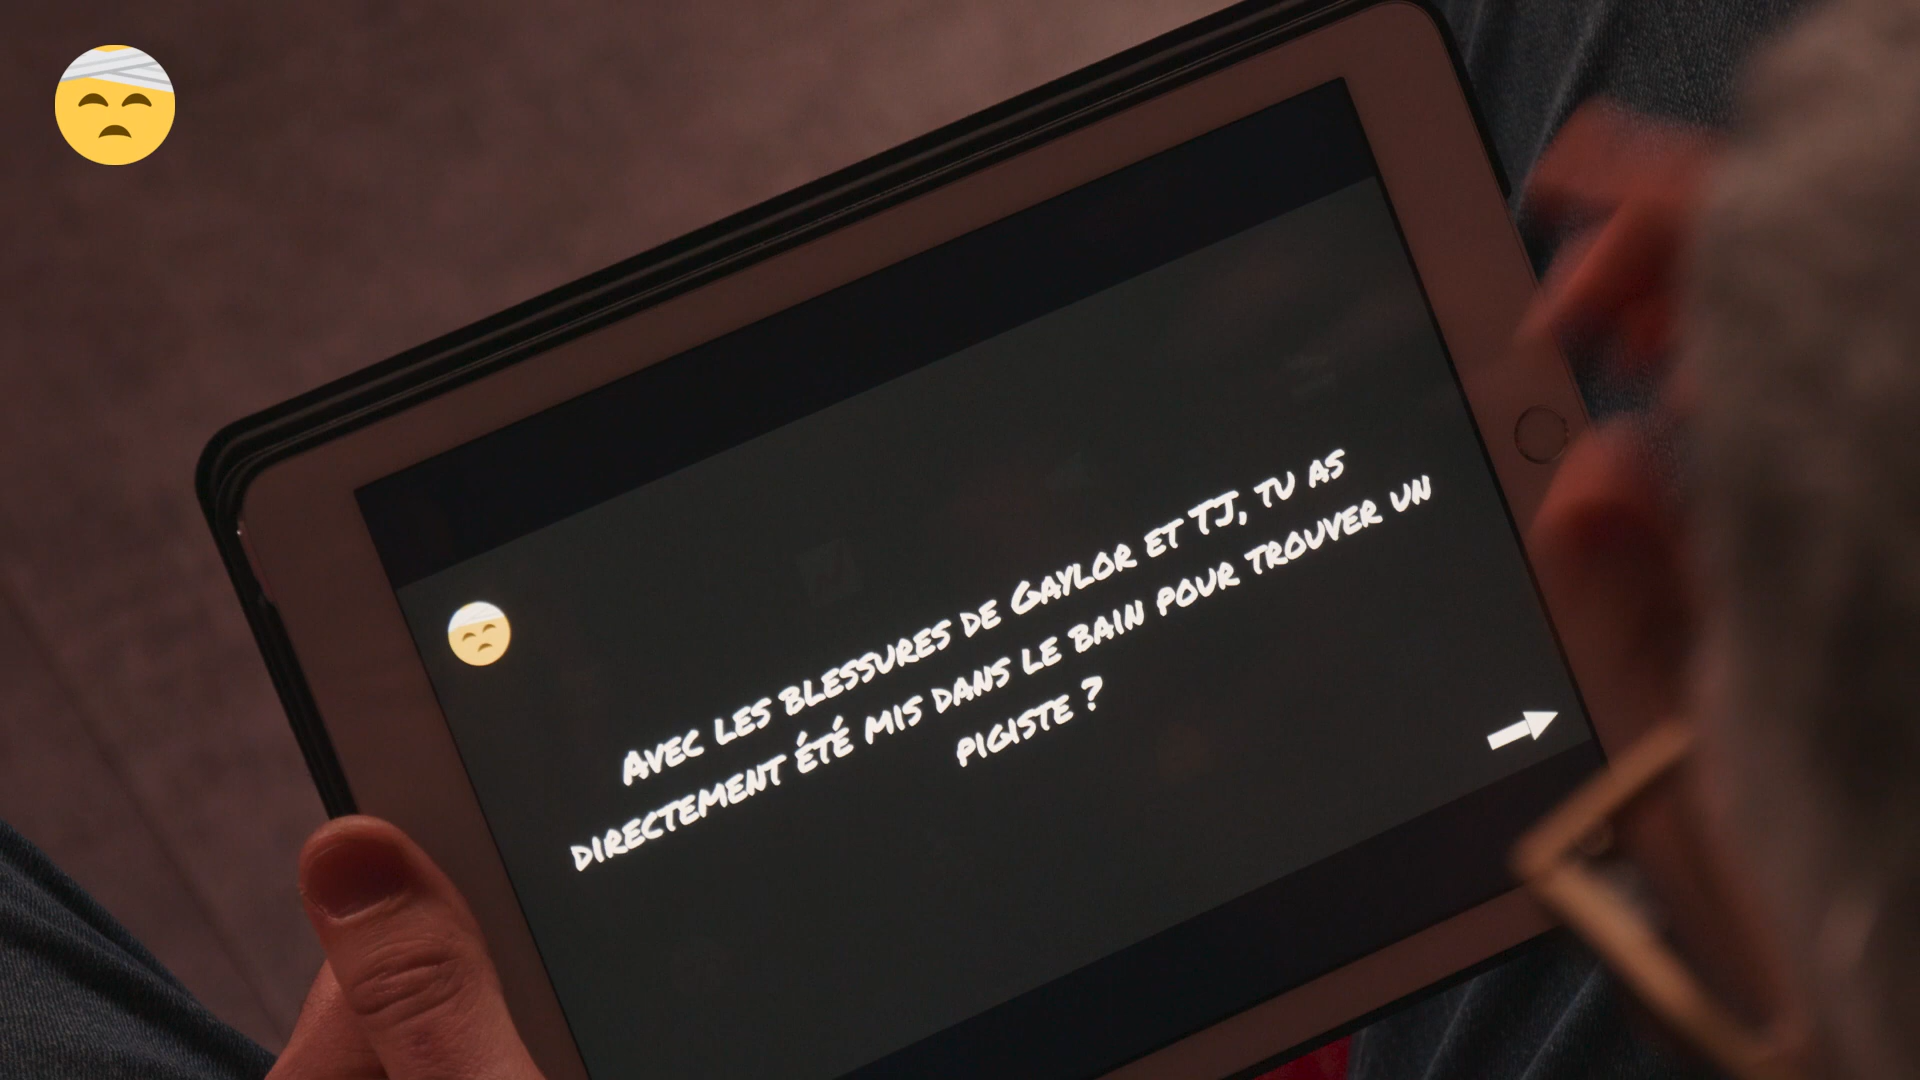 Avec les blessures de Gaylor et TJ, tu as
directement été mis dans le bain pour trouver un
pigiste ?